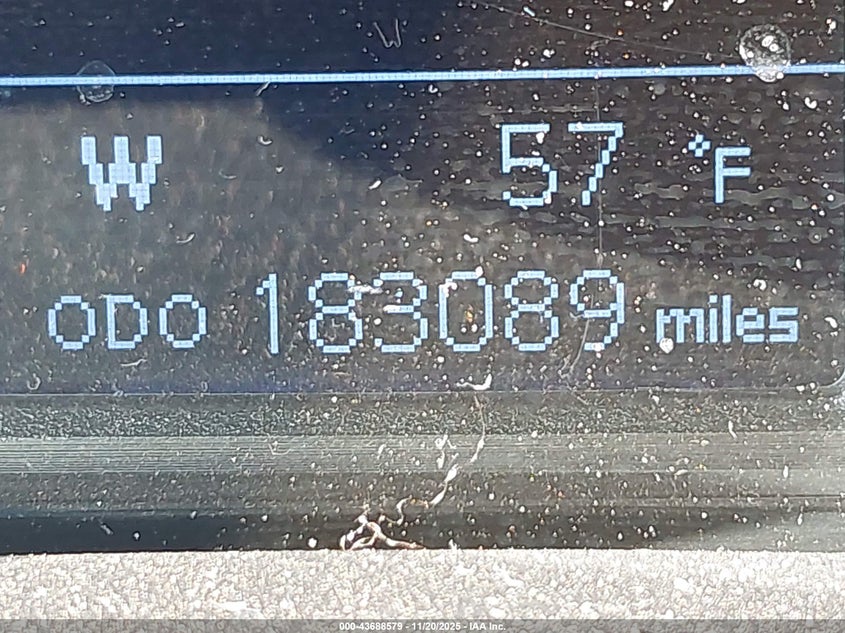 W 57 °F
ODO 183089 miles
000-43688579 - 11/20/2025 - IAA Inc.